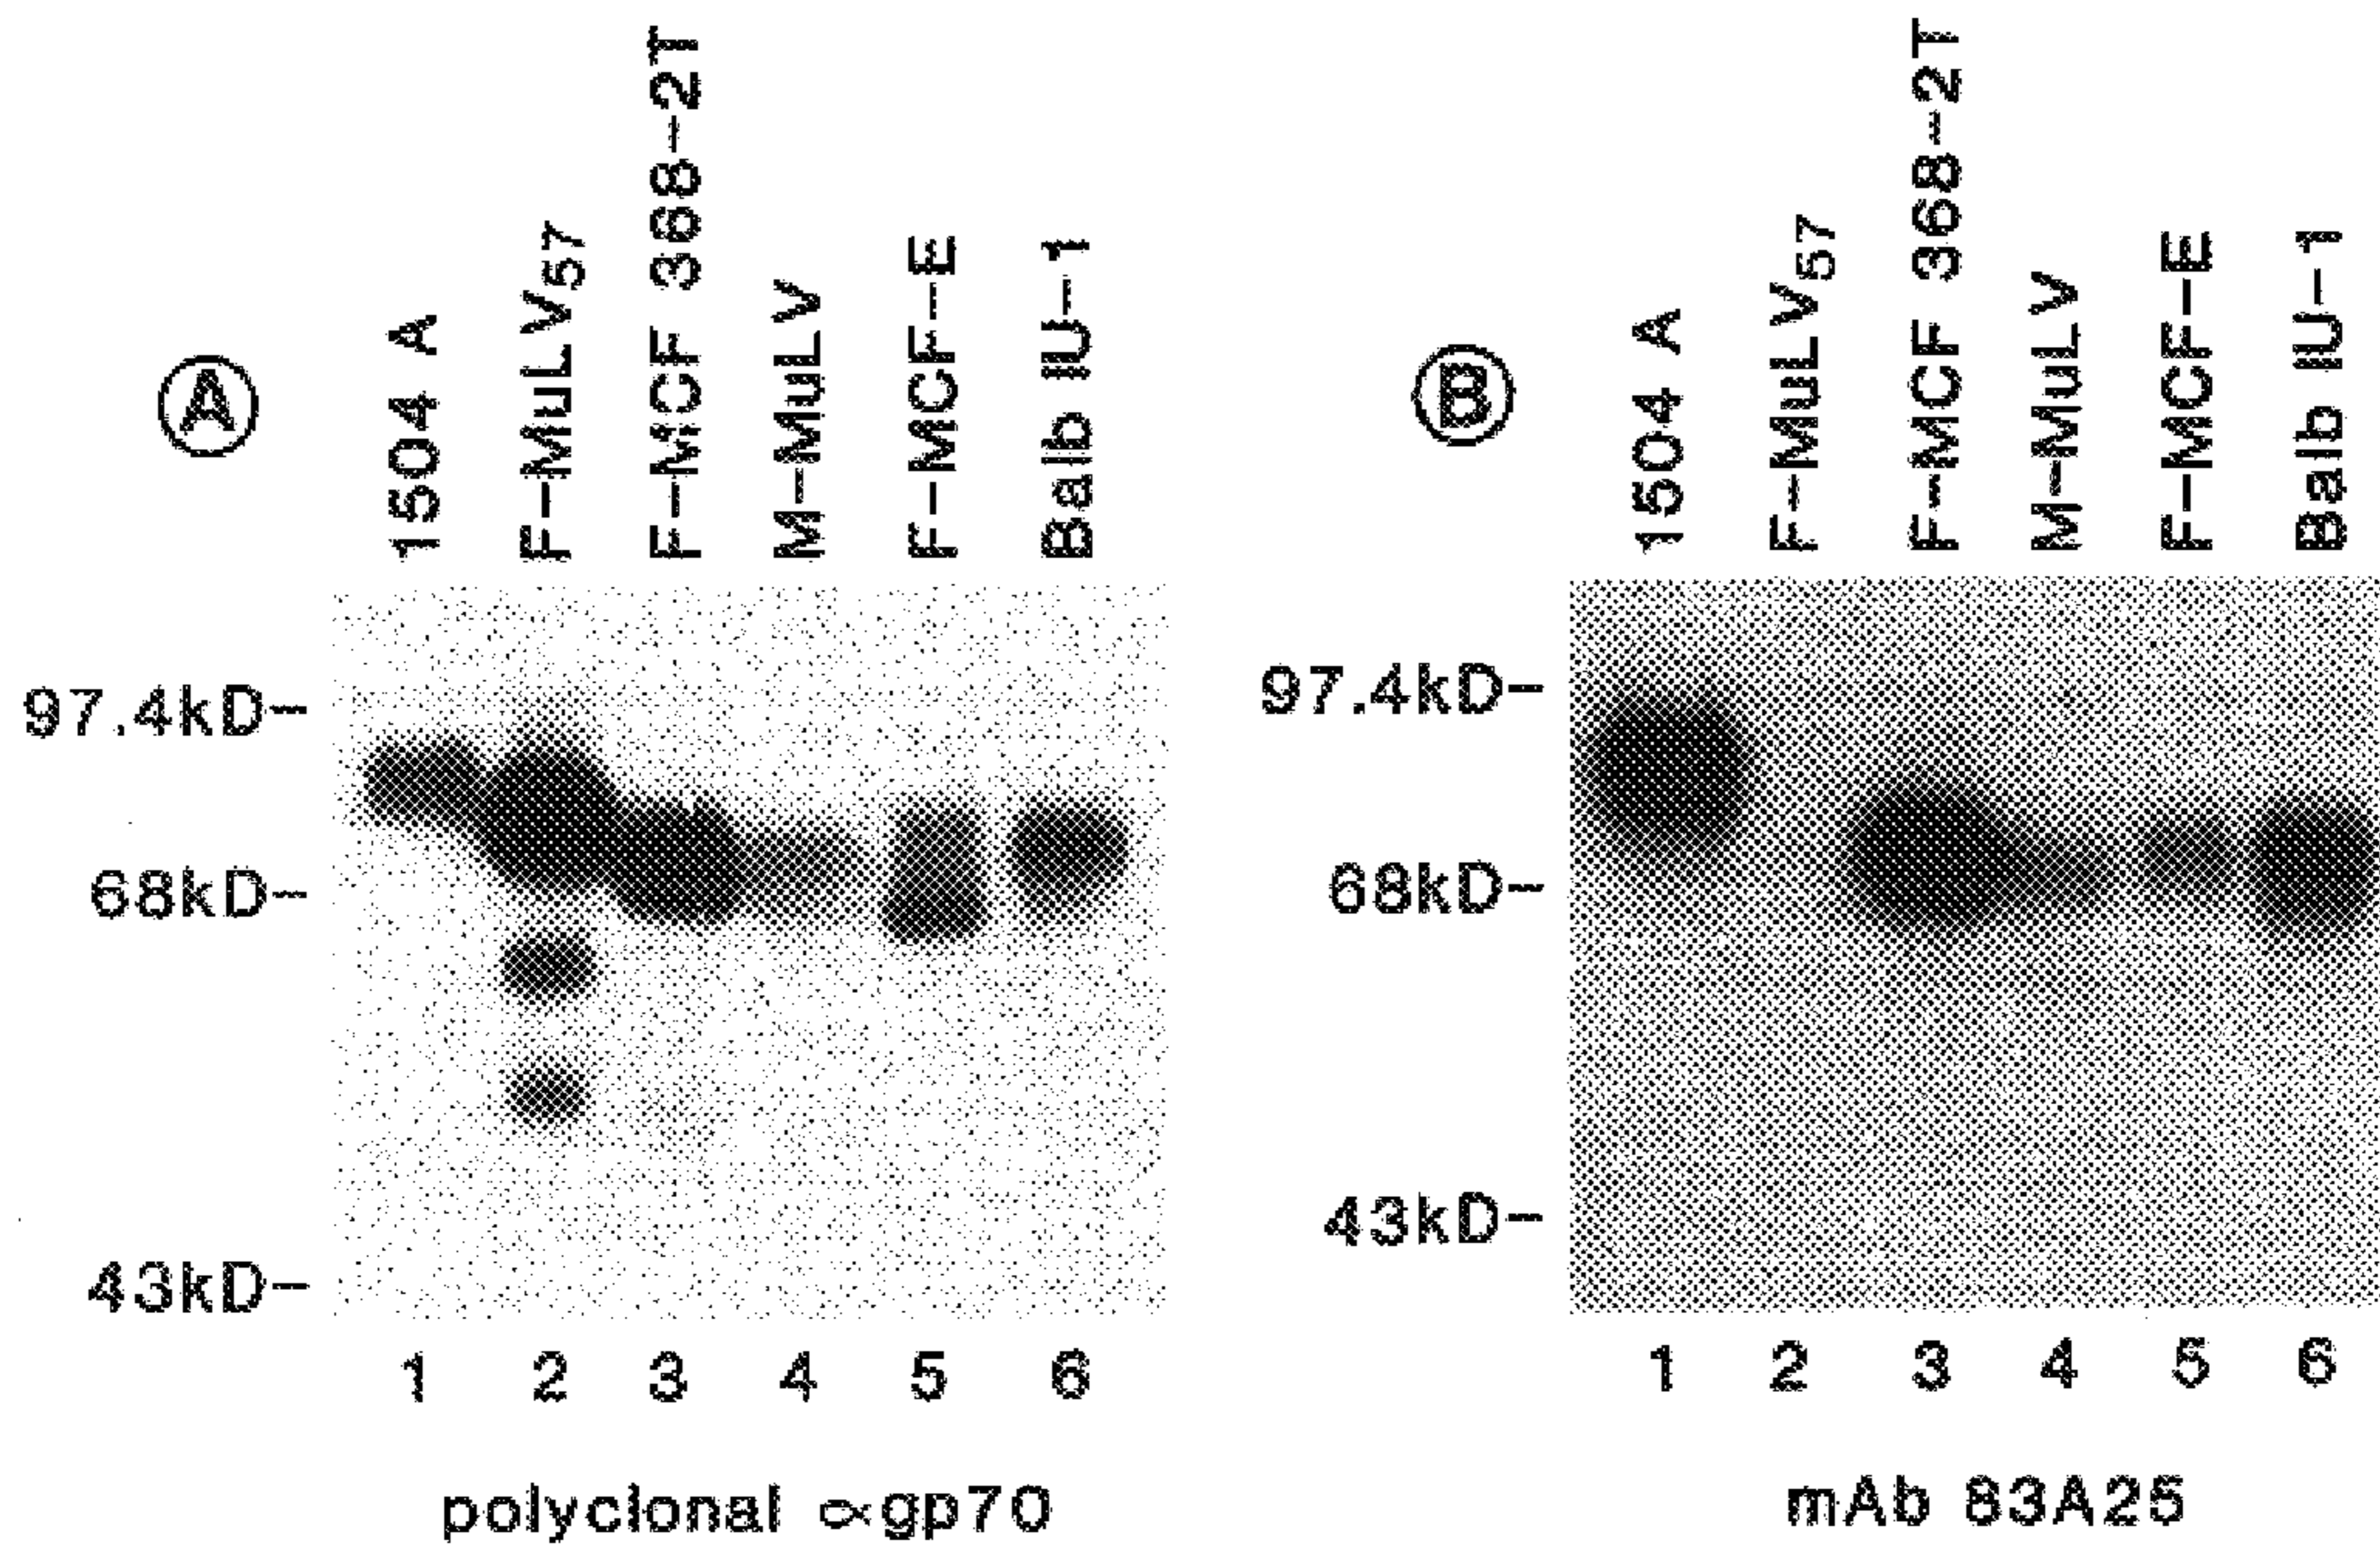 A
1504 A
F-MuLV57
F-MCF 368-2T
M-MuLV
F-MCF-E
Balb IU-1
97.4kD-
68kD-
43kD-
1 2 3 4 5 6
polyclonal ∝gp70
B
1504 A
F-MuLV57
F-MCF 368-2T
M-MuLV
F-MCF-E
Balb IU-1
97.4kD-
68kD-
43kD-
1 2 3 4 5 6
mAb 83A25